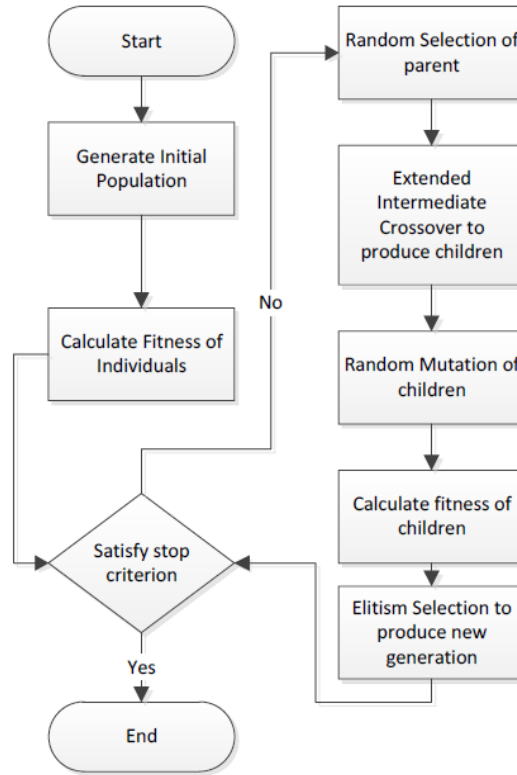 Start
Generate Initial
Population
Calculate Fitness of
Individuals
Satisfy stop
criterion
Yes
End
No
Random Selection of
parent
Extended
Intermediate
Crossover to
produce children
Random Mutation of
children
Calculate fitness of
children
Elitism Selection to
produce new
generation